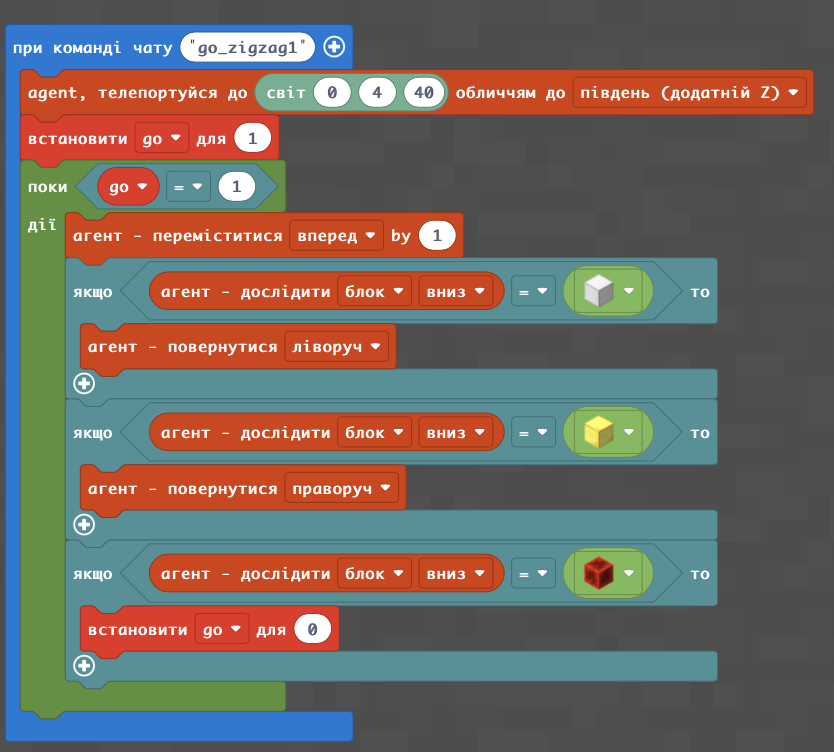 при команді чату "go_zigzag1"
agent, телепортуйся до світ 0 4 40 обличчям до південь (додатній Z)
встановити go для 1
поки go = 1
дії
агент - переміститися вперед by 1
якщо агент - дослідити блок вниз = то
агент - повернутися ліворуч
якщо агент - дослідити блок вниз = то
агент - повернутися праворуч
якщо агент - дослідити блок вниз = то
встановити go для 0